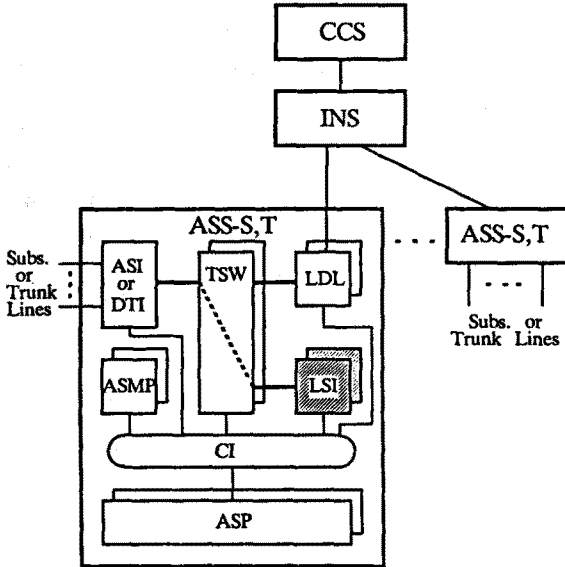 CCS
INS
ASS-S,T
ASS-S,T
Subs.
or
Trunk
Lines
ASI
or
DTI
TSW
LDL
Subs. or
Trunk Lines
ASMP
LSI
CI
ASP